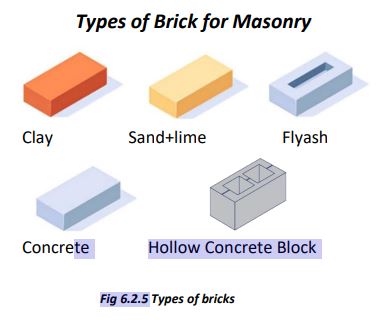 Types of Brick for Masonry
Clay Sand+lime Flyash
Concrete Hollow Concrete Block
Fig 6.2.5 Types of bricks